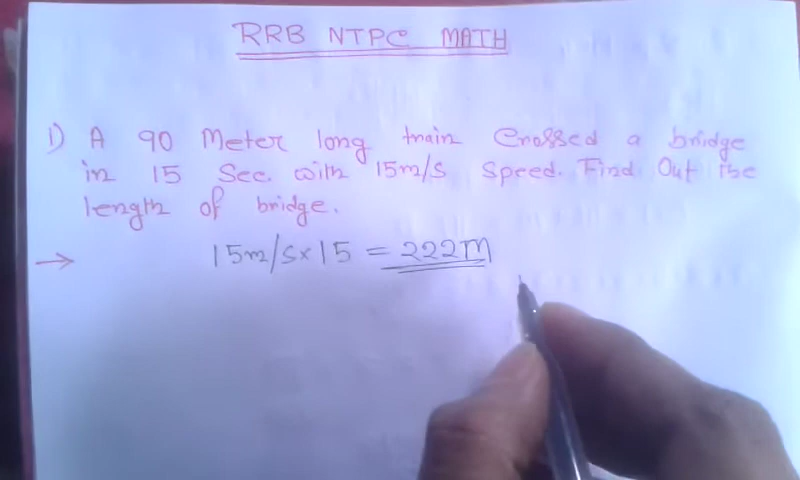 RRB NTPC MATH
1) A 90 Meter long train Crossed a bridge
in 15 Sec. with 15m/s speed. Find Out the
length of bridge.
→ 15m/s × 15 = 222m